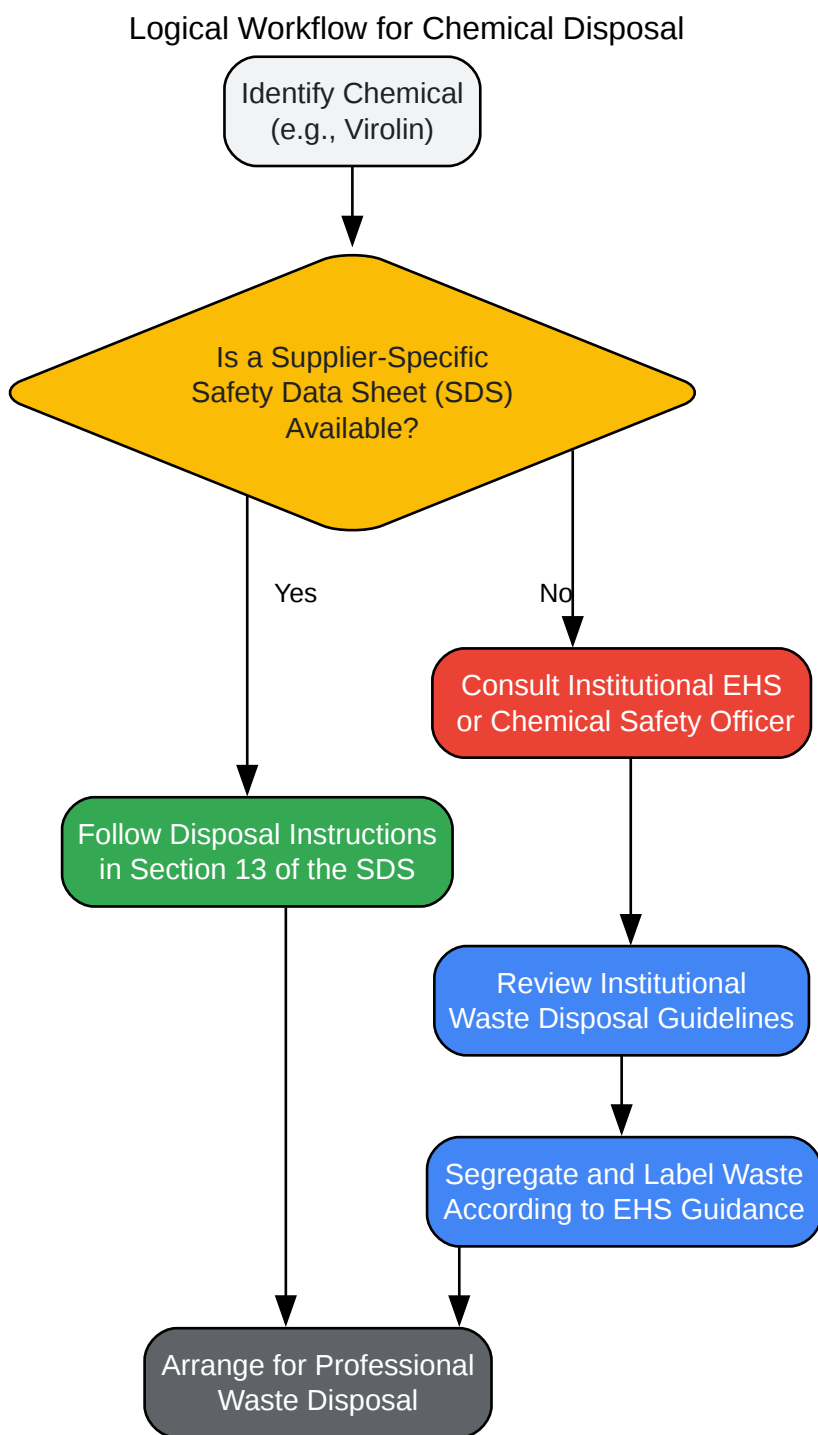 Logical Workflow for Chemical Disposal
Identify Chemical
(e.g., Virolin)
Is a Supplier-Specific
Safety Data Sheet (SDS)
Available?
Yes
No
Consult Institutional EHS
or Chemical Safety Officer
Follow Disposal Instructions
in Section 13 of the SDS
Review Institutional
Waste Disposal Guidelines
Segregate and Label Waste
According to EHS Guidance
Arrange for Professional
Waste Disposal